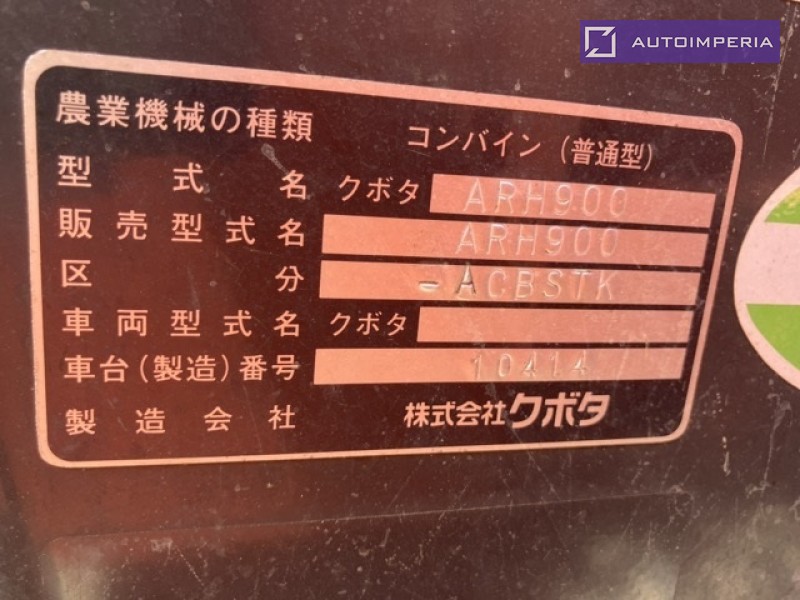 AUTOIMPERIA
農業機械の種類 コンバイン(普通型)
型式名 クボタ ARH900
販売型式名 ARH900
区分 -ACBSTK
車両型式名 クボタ
車台(製造)番号 10414
製造会社 株式会社クボタ